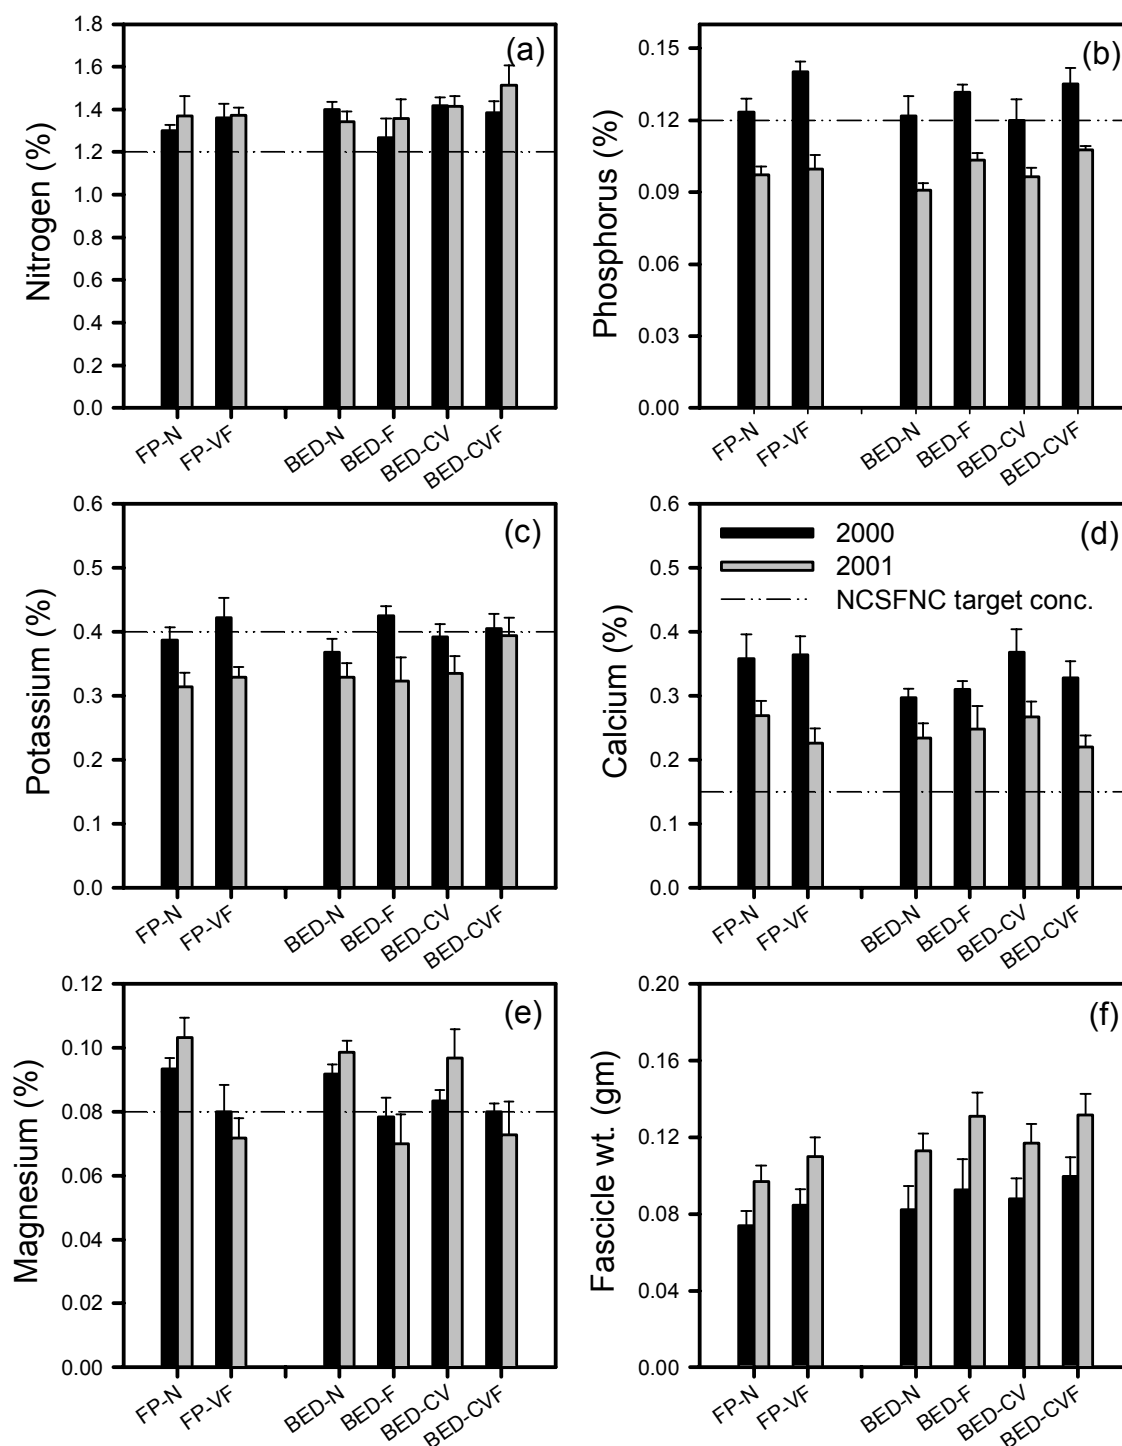 (a)
Nitrogen (%)
1.8
1.6
1.4
1.2
1.0
0.8
0.6
0.4
0.2
0.0
FP-N
FP-VF
BED-N
BED-F
BED-CV
BED-CVF
(b)
Phosphorus (%)
0.15
0.12
0.09
0.06
0.03
0.00
FP-N
FP-VF
BED-N
BED-F
BED-CV
BED-CVF
(c)
Potassium (%)
0.6
0.5
0.4
0.3
0.2
0.1
0.0
FP-N
FP-VF
BED-N
BED-F
BED-CV
BED-CVF
(d)
2000
2001
NCSFNC target conc.
Calcium (%)
0.6
0.5
0.4
0.3
0.2
0.1
0.0
FP-N
FP-VF
BED-N
BED-F
BED-CV
BED-CVF
(e)
Magnesium (%)
0.12
0.10
0.08
0.06
0.04
0.02
0.00
FP-N
FP-VF
BED-N
BED-F
BED-CV
BED-CVF
(f)
Fascicle wt. (gm)
0.20
0.16
0.12
0.08
0.04
0.00
FP-N
FP-VF
BED-N
BED-F
BED-CV
BED-CVF